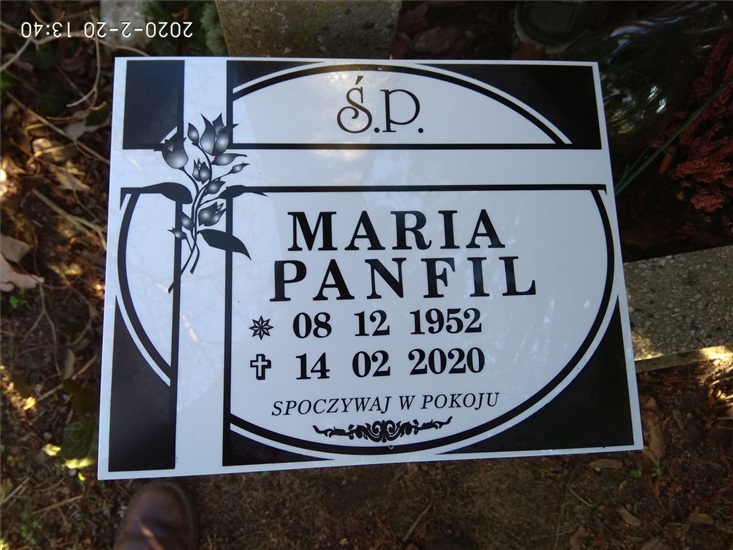 2020-2-20 13:40
Ś.P.
MARIA
PANFIL
08 12 1952
14 02 2020
SPOCZYWAJ W POKOJU